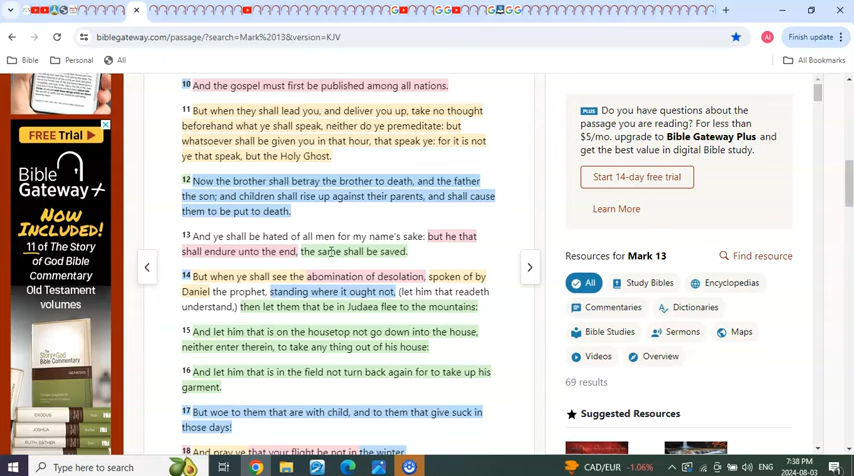 biblegateway.com/passage/?search=Mark%2013&version=KJV
AI
Finish update
Bible
Personal
All
All Bookmarks
10 And the gospel must first be published among all nations.
11 But when they shall lead you, and deliver you up, take no thought
beforehand what ye shall speak, neither do ye premeditate: but
whatsoever shall be given you in that hour, that speak ye: for it is not
ye that speak, but the Holy Ghost.
12 Now the brother shall betray the brother to death, and the father
the son; and children shall rise up against their parents, and shall cause
them to be put to death.
13 And ye shall be hated of all men for my name's sake: but he that
shall endure unto the end, the same shall be saved.
14 But when ye shall see the abomination of desolation, spoken of by
Daniel the prophet, standing where it ought not, (let him that readeth
understand,) then let them that be in Judaea flee to the mountains:
15 And let him that is on the housetop not go down into the house,
neither enter therein, to take any thing out of his house:
16 And let him that is in the field not turn back again for to take up his
garment.
17 But woe to them that are with child, and to them that give suck in
those days!
18 And pray ye that your flight be not in the winter.
FREE Trial
Bible
Gateway+
Now
Included!
11 of The Story
of God Bible
Commentary
Old Testament
volumes
EXODUS
JOSHUA
RUTH, ESTHER
PLUS Do you have questions about the
passage you are reading? For less than
$5/mo. upgrade to Bible Gateway Plus and
get the best value in digital Bible study.
Start 14-day free trial
Learn More
Resources for Mark 13
Find resource
All
Study Bibles
Encyclopedias
Commentaries
Dictionaries
Bible Studies
Sermons
Maps
Videos
Overview
69 results
Suggested Resources
Type here to search
CAD/EUR -1.06%
ENG
7:38 PM
2024-08-03